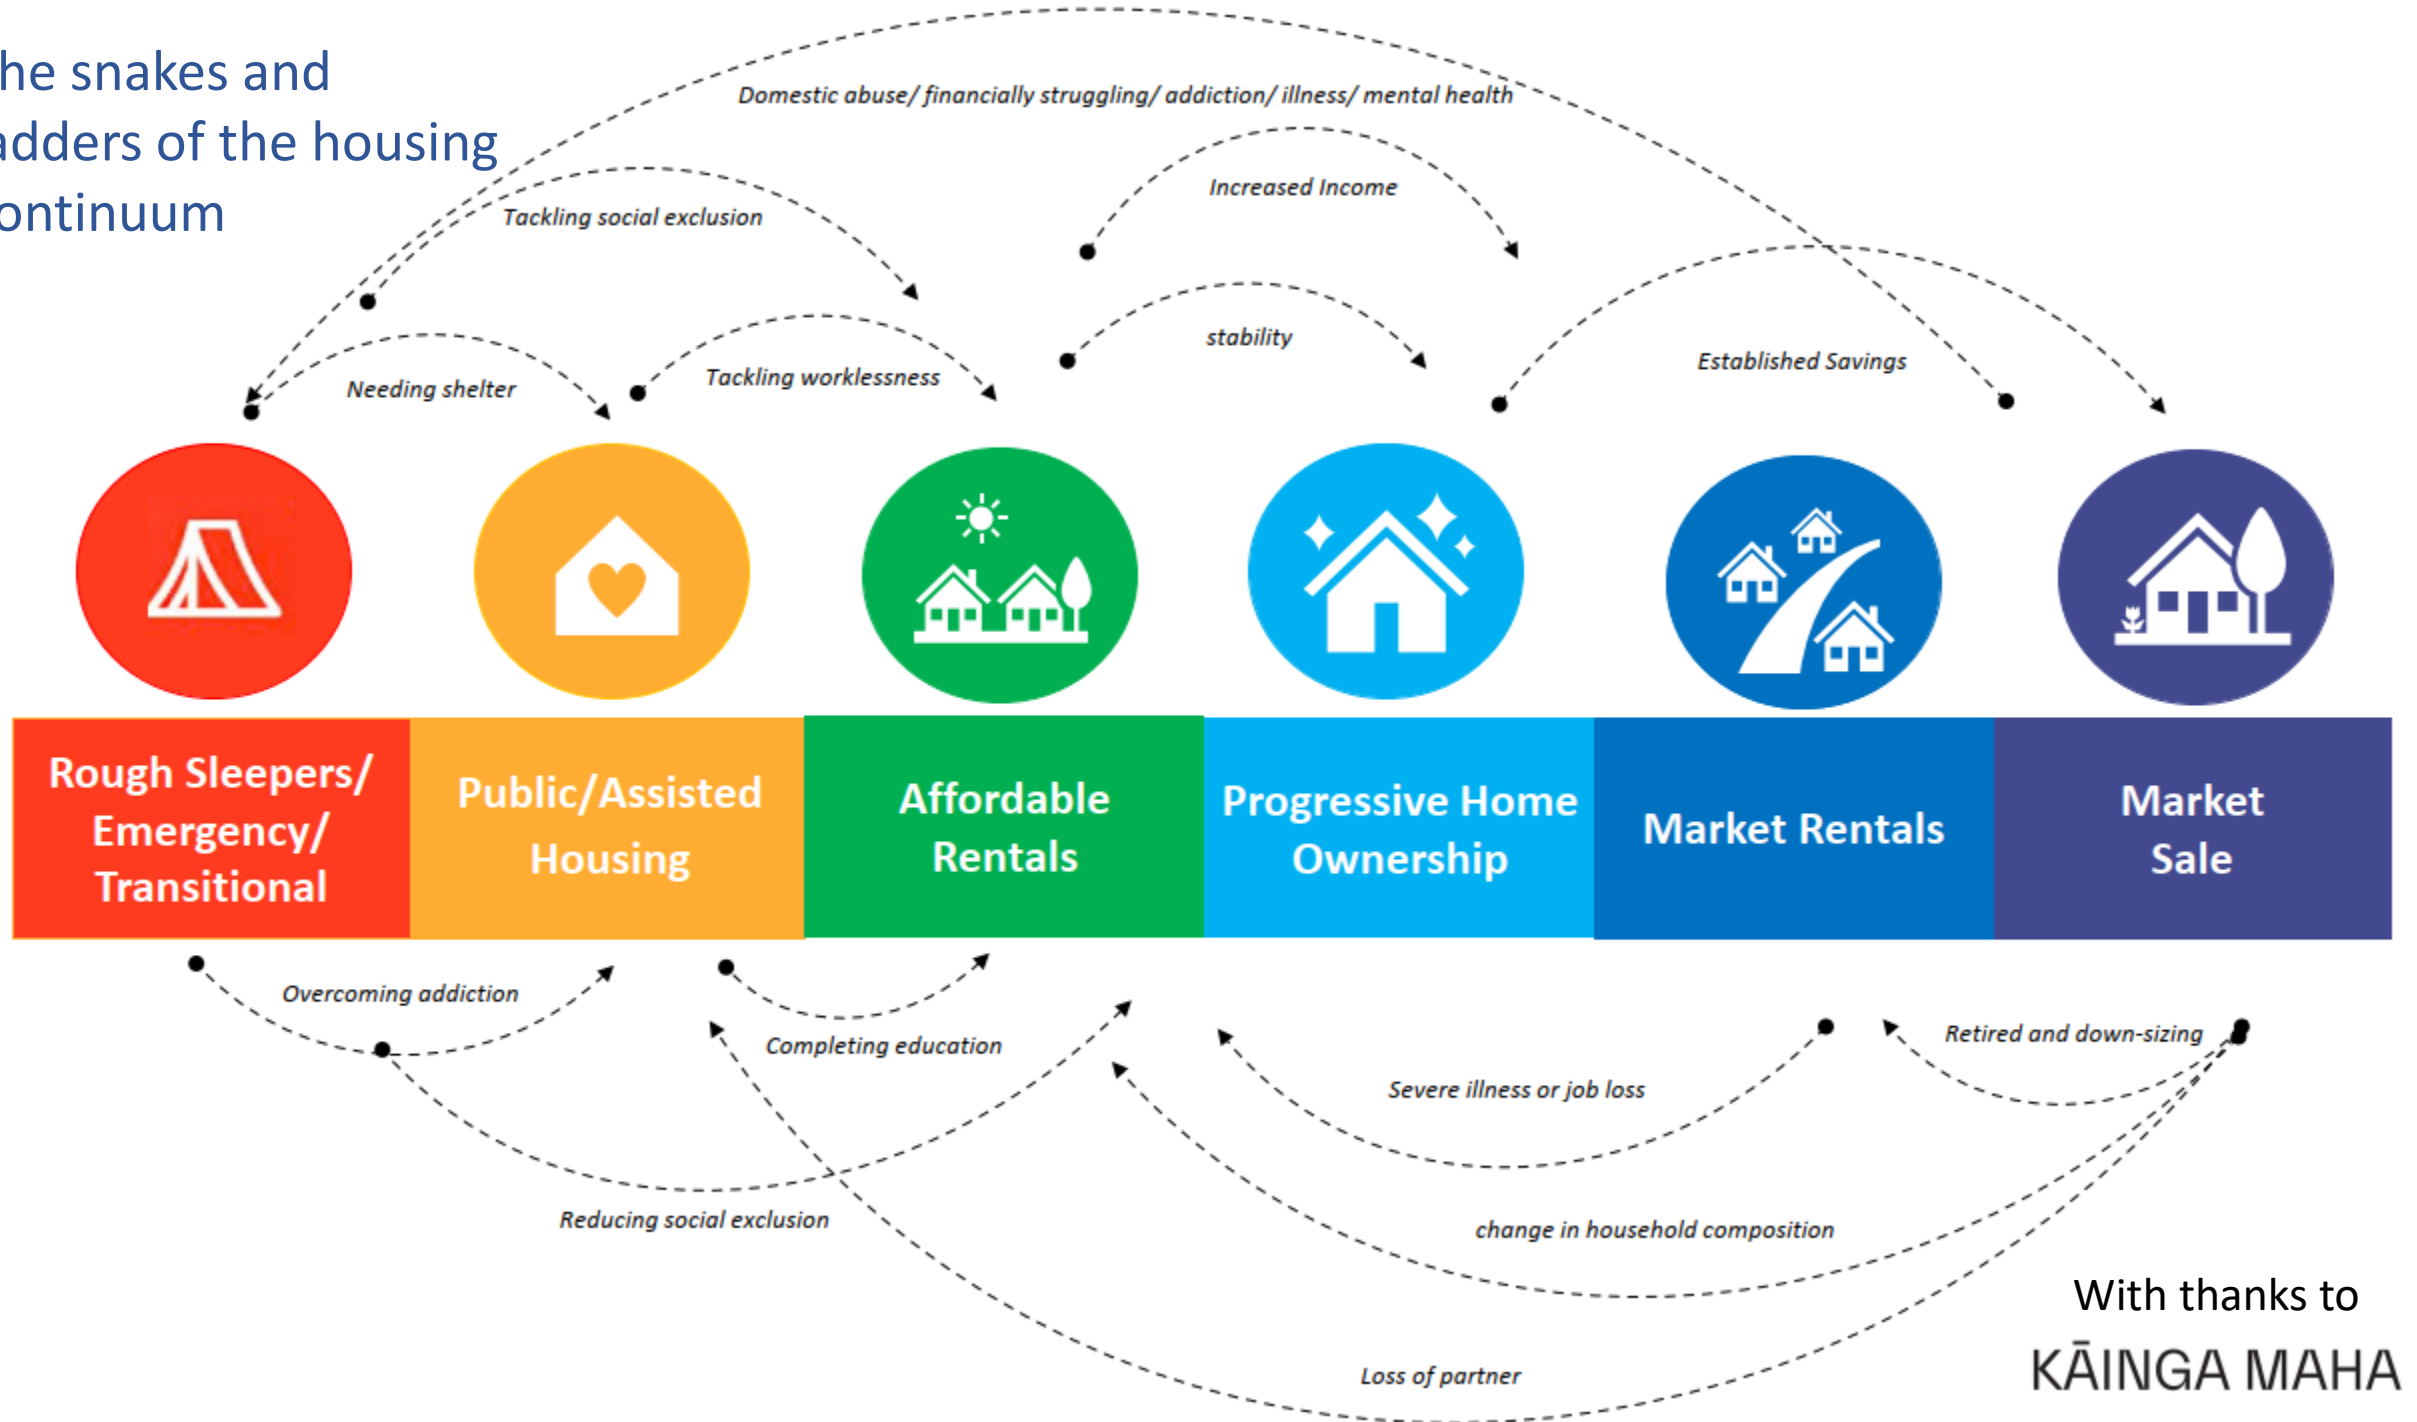 he snakes and
adders of the housing
ontinuum
Domestic abuse/ financially struggling/ addiction/ illness/ mental health
Increased Income
Tackling social exclusion
stability
Established Savings
Needing shelter
Tackling worklessness
Rough Sleepers/
Emergency/
Transitional
Public/Assisted
Housing
Affordable
Rentals
Progressive Home
Ownership
Market Rentals
Market
Sale
Overcoming addiction
Completing education
Retired and down-sizing
Severe illness or job loss
Reducing social exclusion
change in household composition
Loss of partner
With thanks to
KĀINGA MAHA